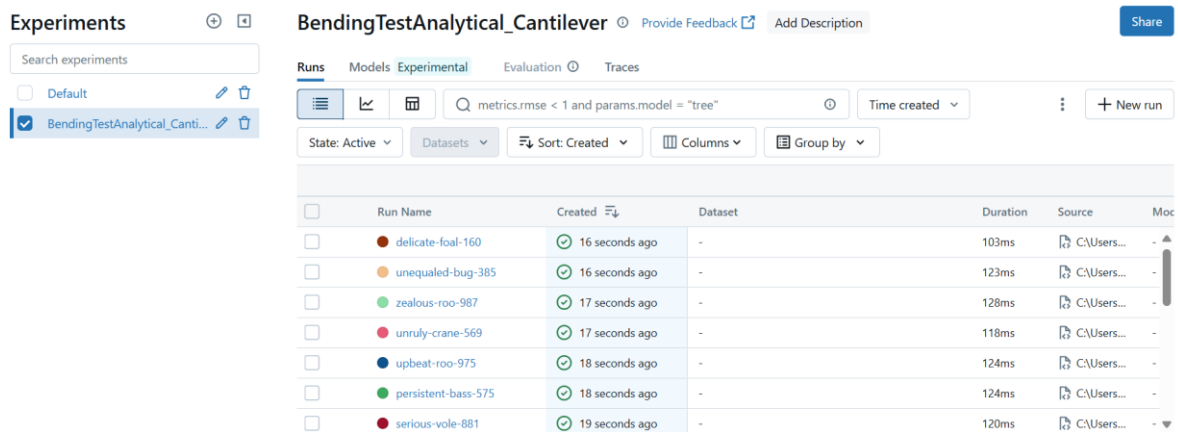 Experiments
Search experiments
Default
BendingTestAnalytical_Canti...
BendingTestAnalytical_Cantilever Provide Feedback Add Description Share
Runs Models Experimental Evaluation Traces
metrics.rmse < 1 and params.model = "tree" Time created + New run
State: Active Datasets Sort: Created Columns Group by
Run Name Created Dataset Duration Source Moc
delicate-foal-160 16 seconds ago - 103ms C:\Users... -
unequaled-bug-385 16 seconds ago - 123ms C:\Users... -
zealous-roo-987 17 seconds ago - 128ms C:\Users... -
unruly-crane-569 17 seconds ago - 118ms C:\Users... -
upbeat-roo-975 18 seconds ago - 124ms C:\Users... -
persistent-bass-575 18 seconds ago - 124ms C:\Users... -
serious-vole-881 19 seconds ago - 120ms C:\Users... -